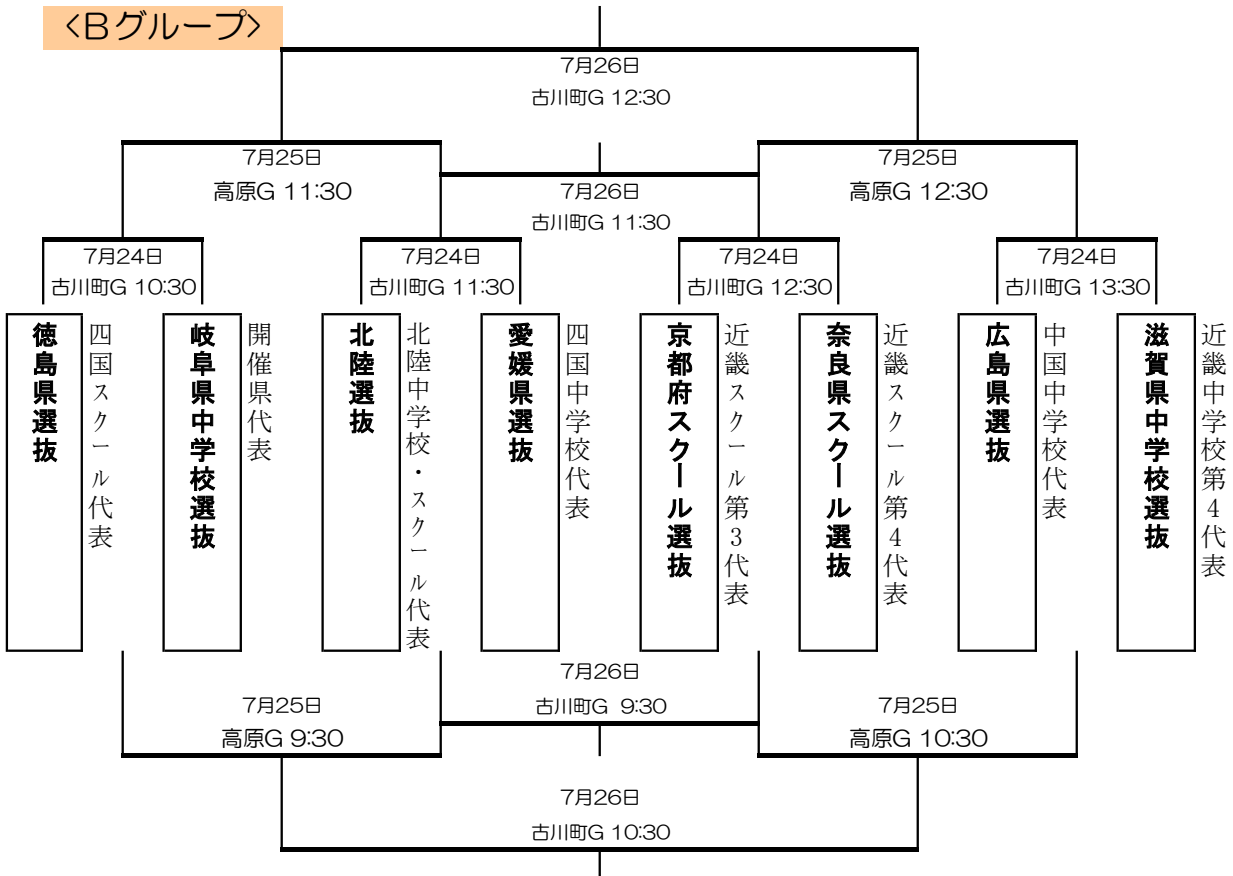 〈Bグループ〉
7月26日
古川町G 12:30
7月25日
高原G 11:30
7月26日
古川町G 11:30
7月25日
高原G 12:30
7月24日
古川町G 10:30
7月24日
古川町G 11:30
7月24日
古川町G 12:30
7月24日
古川町G 13:30
徳島県選抜
四国スクール代表
岐阜県中学校選抜
開催県代表
北陸選抜
北陸中学校・スクール代表
愛媛県選抜
四国中学校代表
京都府スクール選抜
近畿スクール第3代表
奈良県スクール選抜
近畿スクール第4代表
広島県選抜
中国中学校代表
滋賀県中学校選抜
近畿中学校第4代表
7月26日
古川町G 9:30
7月25日
高原G 9:30
7月25日
高原G 10:30
7月26日
古川町G 10:30